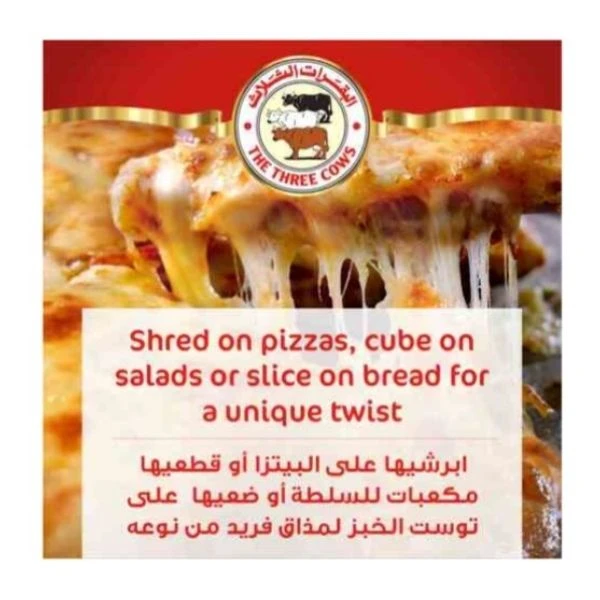 البقرات الثلاث
THE THREE COWS
Shred on pizzas, cube on
salads or slice on bread for
a unique twist
ابرشيها على البيتزا أو قطعيها
مكعبات للسلطة أو ضعيها على
توست الخبز لمذاق فريد من نوعه